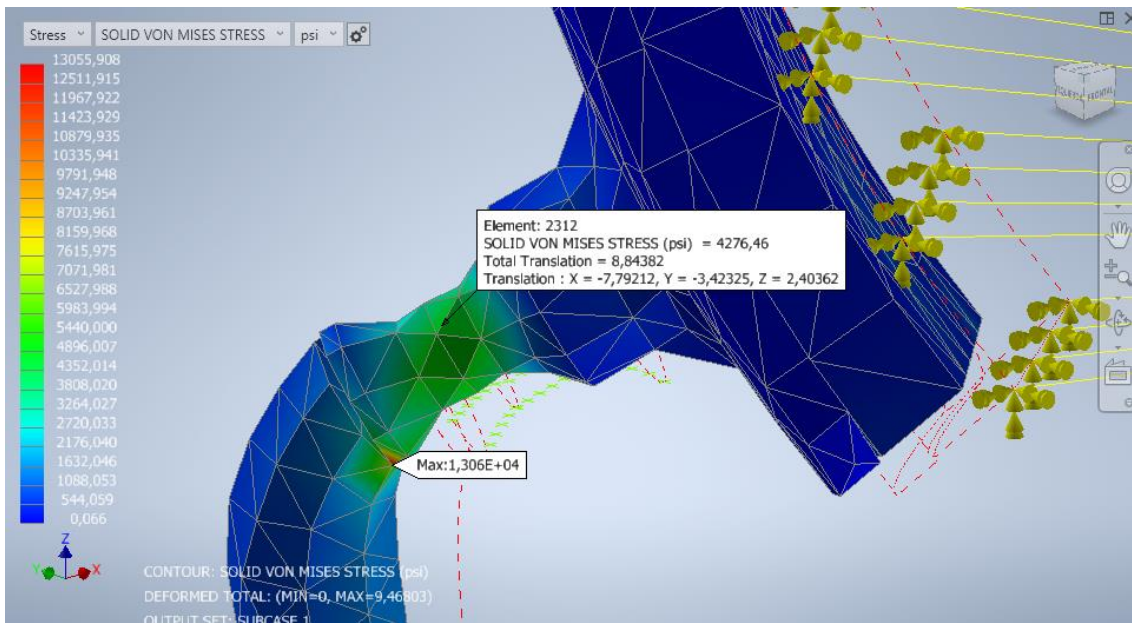 Stress SOLID VON MISES STRESS psi
13055,908
12511,915
11967,922
11423,929
10879,935
10335,941
9791,948
9247,954
8703,961
8159,968
7615,975
7071,981
6527,988
5983,994
5440,000
4896,007
4352,014
3808,020
3264,027
2720,033
2176,040
1632,046
1088,053
544,059
0,066
Element: 2312
SOLID VON MISES STRESS (psi) = 4276,46
Total Translation = 8,84382
Translation : X = -7,79212, Y = -3,42325, Z = 2,40362
Max:1,306E+04
Z
Y
X
CONTOUR: SOLID VON MISES STRESS (psi)
DEFORMED TOTAL: (MIN=0, MAX=9,46803)
OUTPUT SET: SUBCASE 1